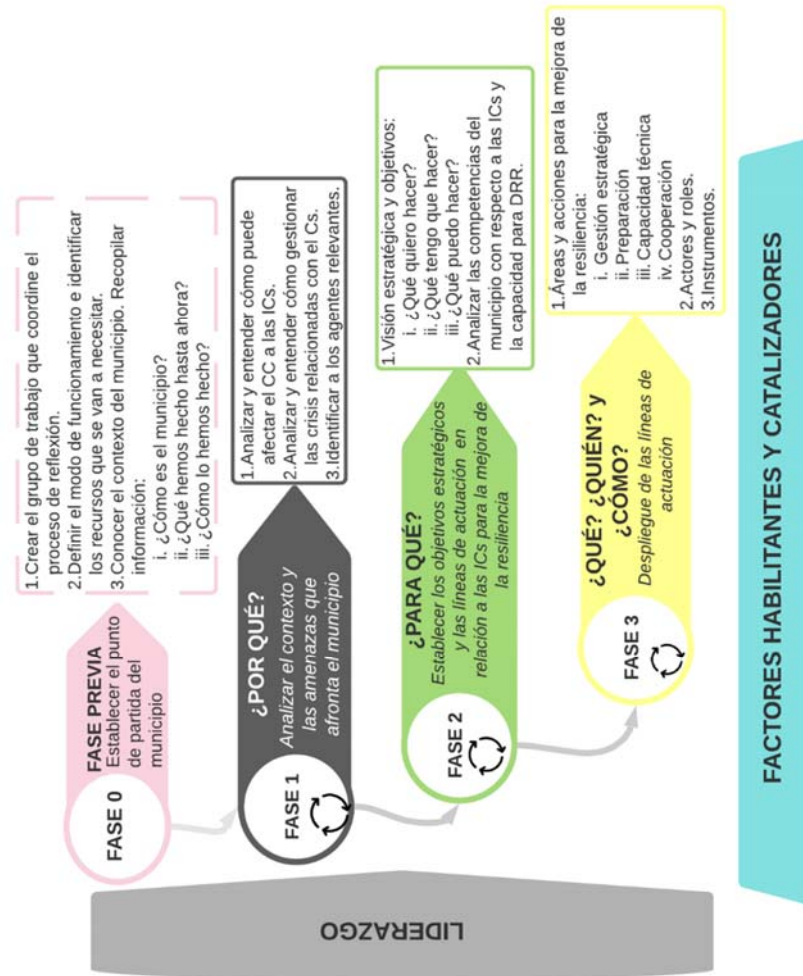 FASE 0
FASE PREVIA
Establecer el punto
de partida del
municipio
1.Crear el grupo de trabajo que coordine el
proceso de reflexión.
2.Definir el modo de funcionamiento e identificar
los recursos que se van a necesitar.
3.Conocer el contexto del municipio. Recopilar
información:
i. ¿Cómo es el municipio?
ii. ¿Qué hemos hecho hasta ahora?
iii. ¿Cómo lo hemos hecho?
FASE 1
¿POR QUÉ?
Analizar el contexto y
las amenazas que
afronta el municipio
1.Analizar y entender cómo puede
afectar el CC a las ICs.
2.Analizar y entender cómo gestionar
las crisis relacionadas con el Cs.
3.Identificar a los agentes relevantes.
FASE 2
¿PARA QUÉ?
Establecer los objetivos estratégicos
y las líneas de actuación en
relación a las ICs para la mejora de
la resiliencia
1.Visión estratégica y objetivos:
i. ¿Qué quiero hacer?
ii. ¿Qué tengo que hacer?
iii. ¿Qué puedo hacer?
2.Analizar las competencias del
municipio con respecto a las ICs y
la capacidad para DRR.
FASE 3
¿QUÉ? ¿QUIÉN? y
¿CÓMO?
Despliegue de las líneas de
actuación
1.Áreas y acciones para la mejora de
la resiliencia:
i. Gestión estratégica
ii. Preparación
iii. Capacidad técnica
iv. Cooperación
2.Actores y roles.
3.Instrumentos.
LIDERAZGO
FACTORES HABILITANTES Y CATALIZADORES